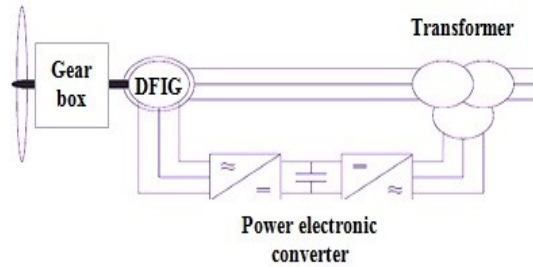 Transformer
Gear
box
DFIG
Power electronic
converter